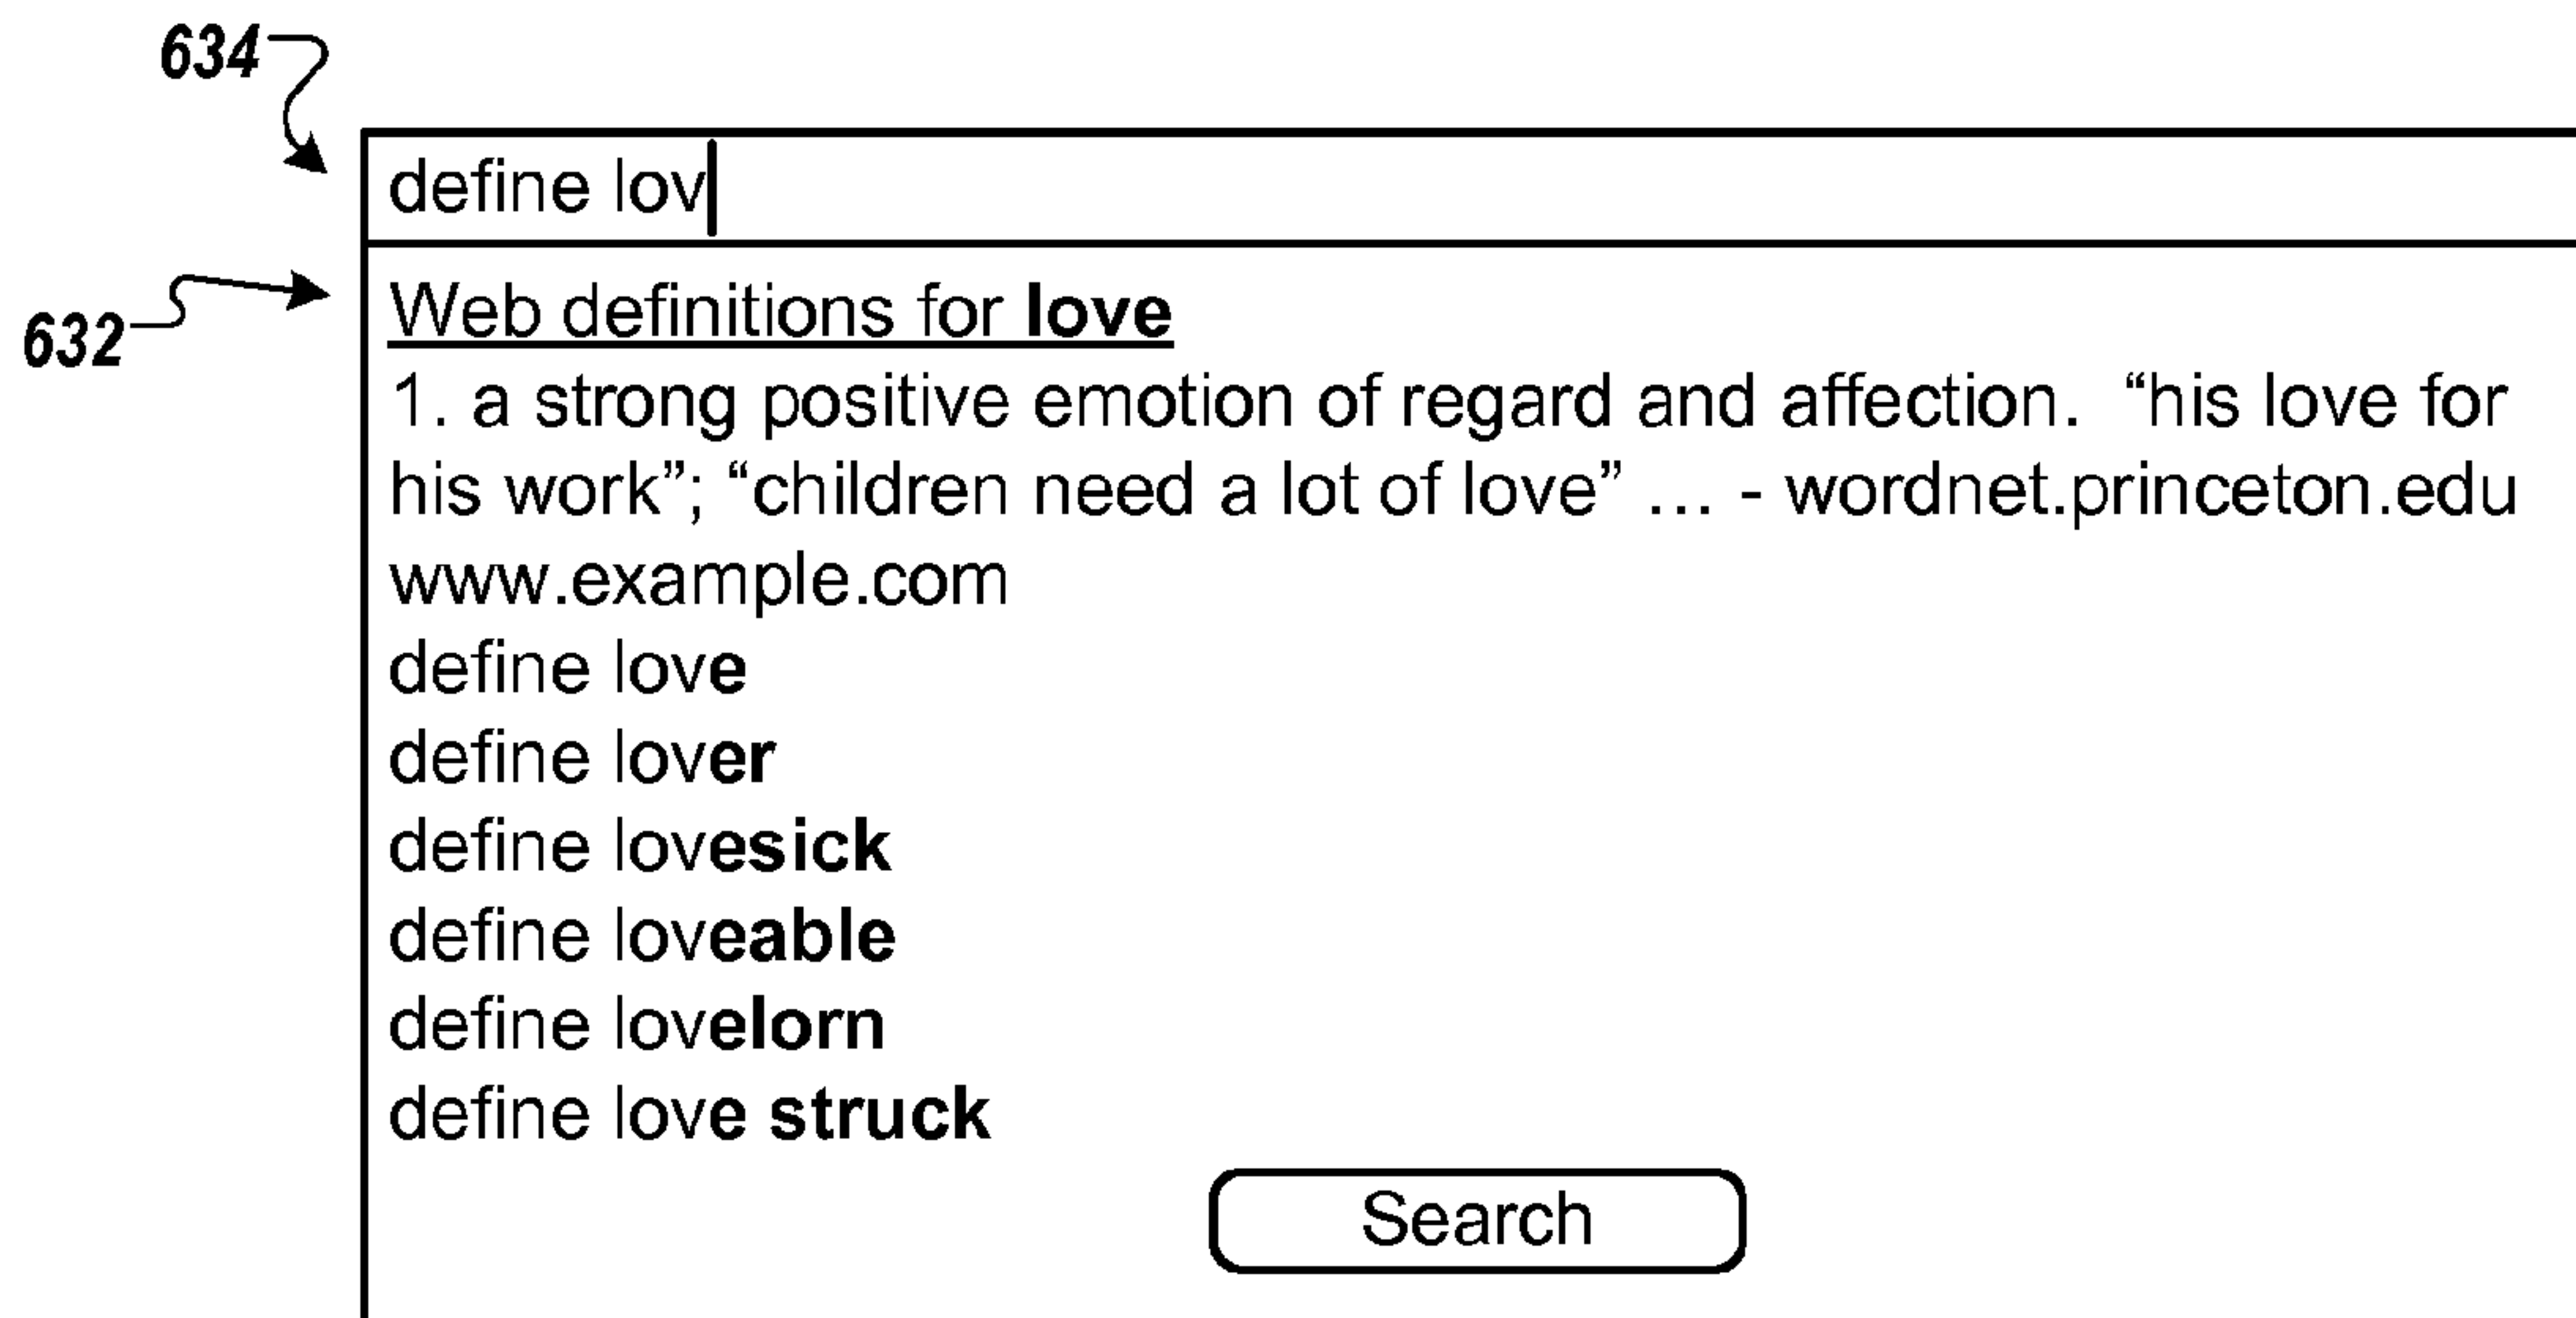 634
define lov
632
Web definitions for love
1. a strong positive emotion of regard and affection.  “his love for
his work”; “children need a lot of love” ... - wordnet.princeton.edu
www.example.com
define love
define lover
define lovesick
define loveable
define lovelorn
define love struck
Search